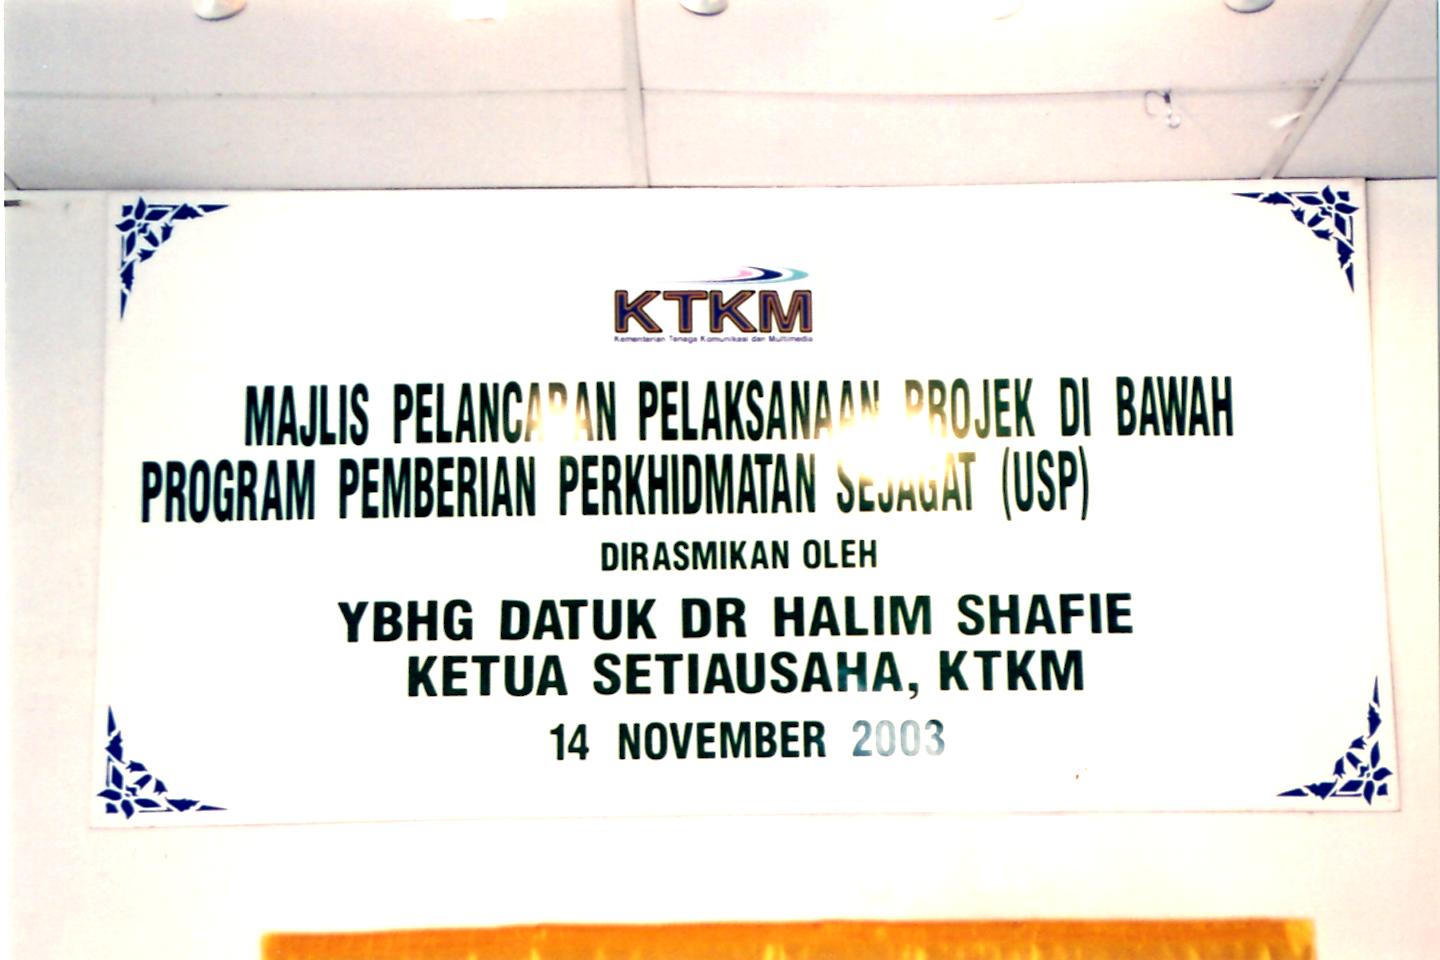 KTKM
Kementerian Tenaga Komunikasi dan Multimedia
MAJLIS PELANCARAN PELAKSANAAN PROJEK DI BAWAH
PROGRAM PEMBERIAN PERKHIDMATAN SEJAGAT (USP)
DIRASMIKAN OLEH
YBHG DATUK DR HALIM SHAFIE
KETUA SETIAUSAHA, KTKM
14 NOVEMBER 2003